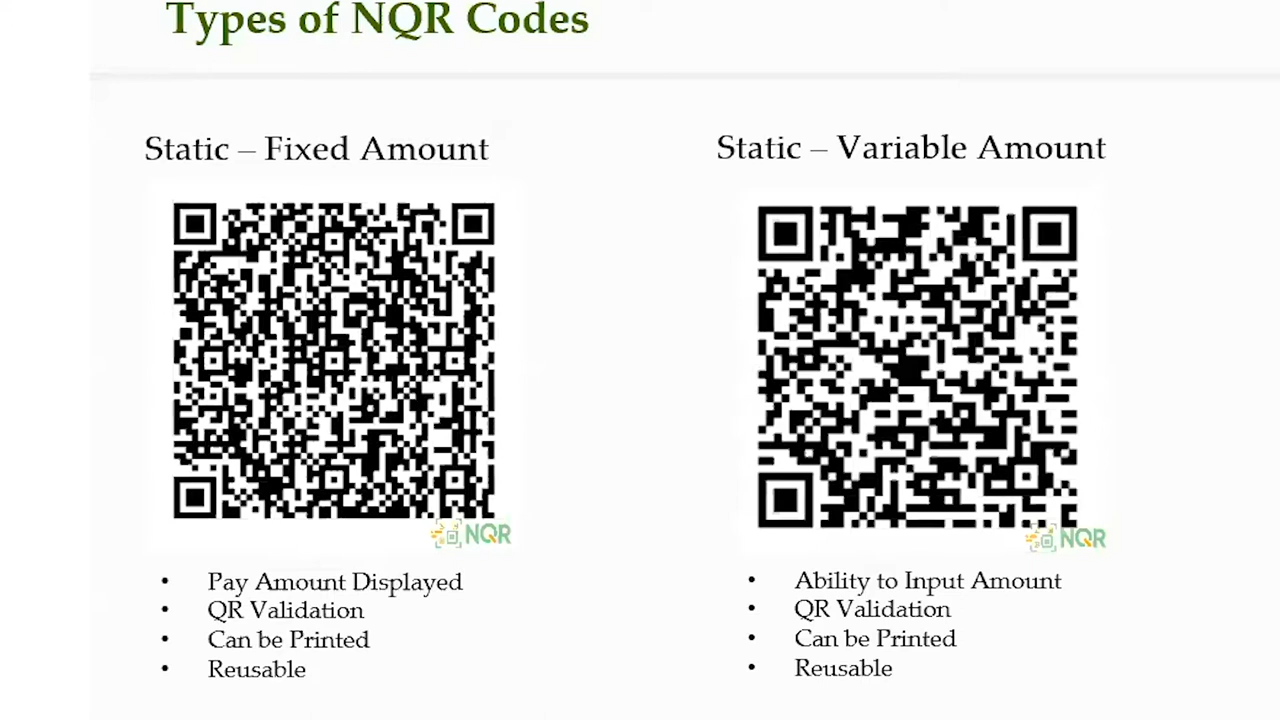 Types of NQR Codes
Static – Fixed Amount
NQR
• Pay Amount Displayed
• QR Validation
• Can be Printed
• Reusable
Static – Variable Amount
NQR
• Ability to Input Amount
• QR Validation
• Can be Printed
• Reusable